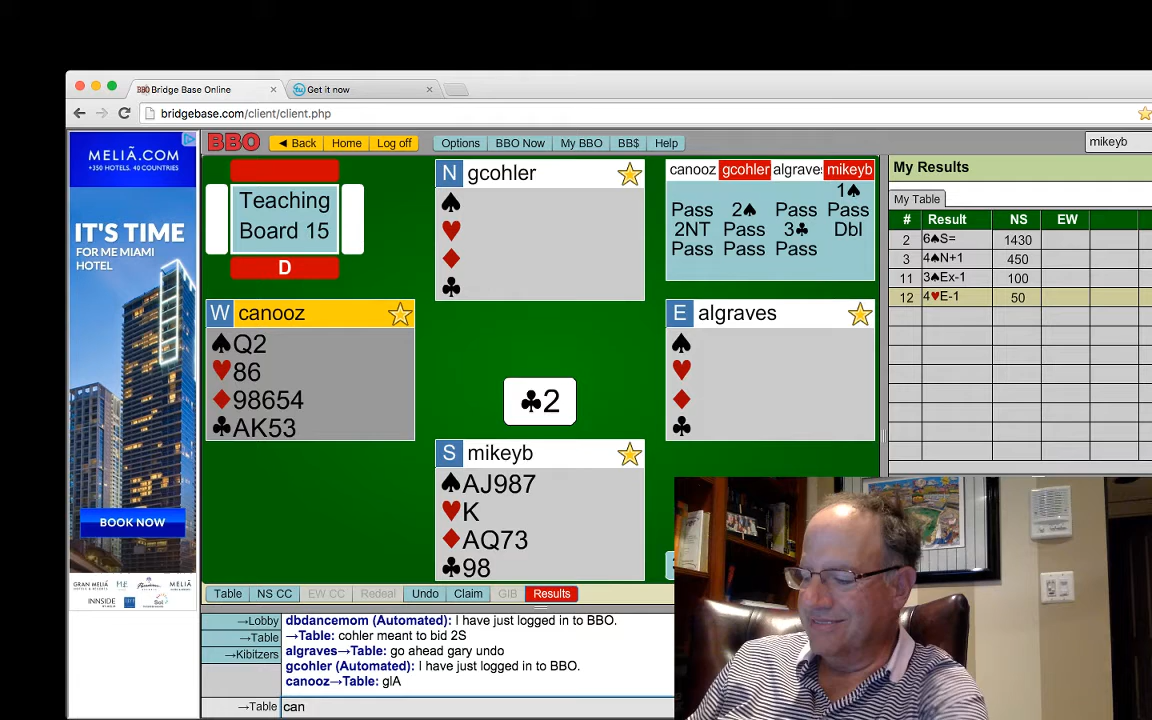 Bridge Base Online
Get it now
bridgebase.com/client/client.php
MELIÃ.COM
+350 HOTELS. 40 COUNTRIES
IT'S TIME
FOR ME MIAMI
HOTEL
BOOK NOW
GRAN MELIÁ
ME
MELIÁ
INNSIDE
Sol
BBO
◄ Back
Home
Log off
Options
BBO Now
My BBO
BB$
Help
mikeyb
Teaching
Board 15
D
N gcohler
♠
♥
♦
♣
canooz gcohler algraves mikeyb
1♠
Pass 2♠ Pass Pass
2NT Pass 3♣ Dbl
Pass Pass Pass
My Results
My Table
# Result NS EW
2 6♠S= 1430
3 4♠N+1 450
11 3♠Ex-1 100
12 4♥E-1 50
W canooz
♠Q2
♥86
♦98654
♣AK53
♣2
E algraves
♠
♥
♦
♣
S mikeyb
♠AJ987
♥K
♦AQ73
♣98
Table
NS CC
EW CC
Redeal
Undo
Claim
GIB
Results
→Lobby
→Table
→Kibitzers
dbdancemom (Automated): I have just logged in to BBO.
→Table: cohler meant to bid 2S
algraves→Table: go ahead gary undo
gcohler (Automated): I have just logged in to BBO.
canooz→Table: glA
→Table can